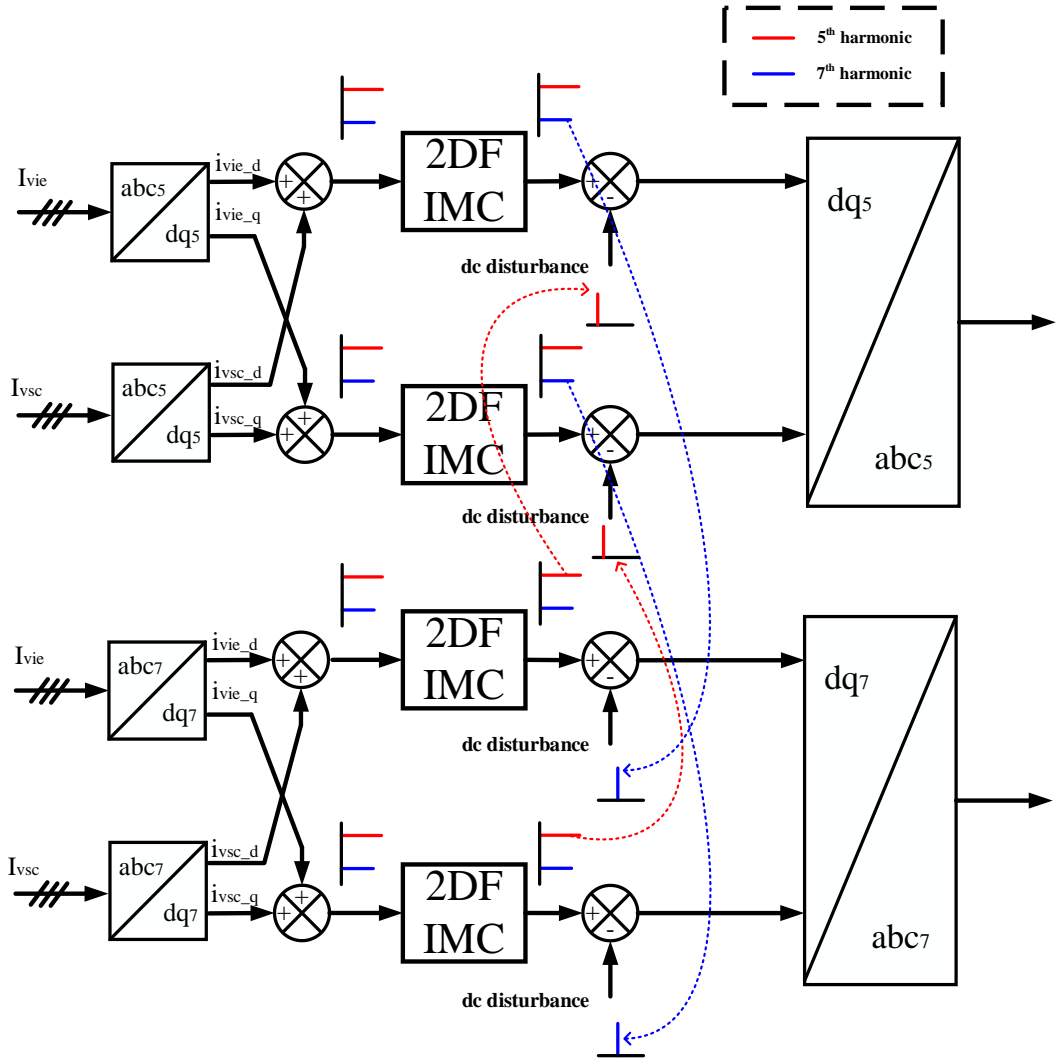 5th harmonic
7th harmonic
Ivie
abc5
dq5
ivie_d
ivie_q
+
+
2DF
IMC
+
-
dc disturbance
dq5
abc5
Ivsc
abc5
dq5
ivsc_d
ivsc_q
+
+
2DF
IMC
+
-
dc disturbance
Ivie
abc7
dq7
ivie_d
ivie_q
+
+
2DF
IMC
+
-
dc disturbance
dq7
abc7
Ivsc
abc7
dq7
ivsc_d
ivsc_q
+
+
2DF
IMC
+
-
dc disturbance